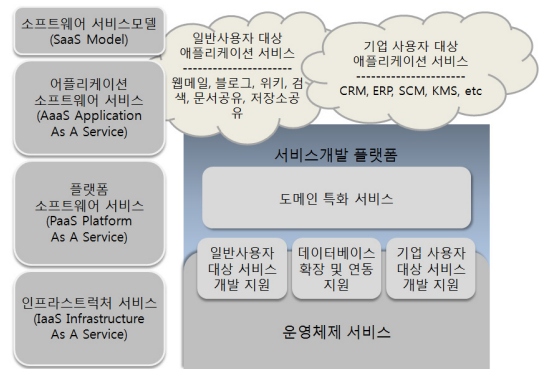 소프트웨어 서비스모델
(SaaS Model)
어플리케이션
소프트웨어 서비스
(AaaS Application
As A Service)
플랫폼
소프트웨어 서비스
(PaaS Platform
As A Service)
인프라스트럭처 서비스
(IaaS Infrastructure
As A Service)
일반사용자 대상
애플리케이션 서비스
----------------------
웹메일, 블로그, 위키, 검
색, 문서공유, 저장소공
유
기업 사용자 대상
애플리케이션 서비스
----------------------
CRM, ERP, SCM, KMS, etc
서비스개발 플랫폼
도메인 특화 서비스
일반사용자
대상 서비스
개발 지원
데이터베이스
확장 및 연동
지원
기업 사용자
대상 서비스
개발 지원
운영체제 서비스